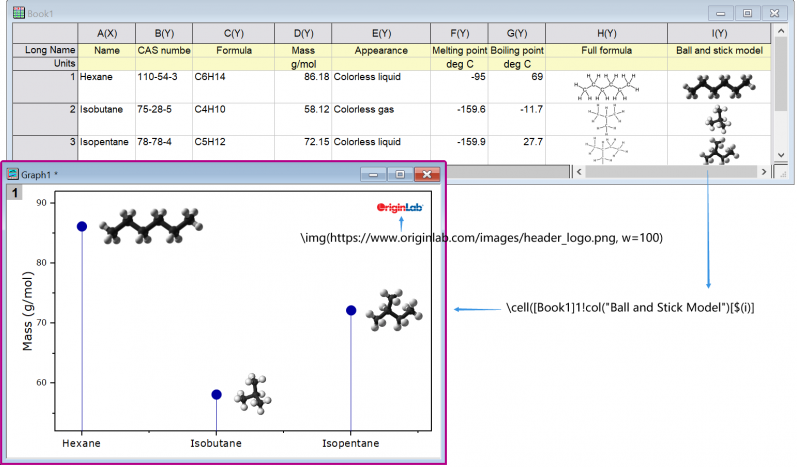 Book1
A(X) B(Y) C(Y) D(Y) E(Y) F(Y) G(Y) H(Y) I(Y)
Long Name Name CAS numbe Formula Mass Appearance Melting point Boiling point Full formula Ball and stick model
Units g/mol deg C deg C
1 Hexane 110-54-3 C6H14 86.18 Colorless liquid -95 69
2 Isobutane 75-28-5 C4H10 58.12 Colorless gas -159.6 -11.7
3 Isopentane 78-78-4 C5H12 72.15 Colorless liquid -159.9 27.7
Graph1 *
1
OriginLab
\img(https://www.originlab.com/images/header_logo.png, w=100)
\cell([Book1]1!col("Ball and Stick Model")[$(i)]
Mass (g/mol)
90
80
70
60
Hexane Isobutane Isopentane